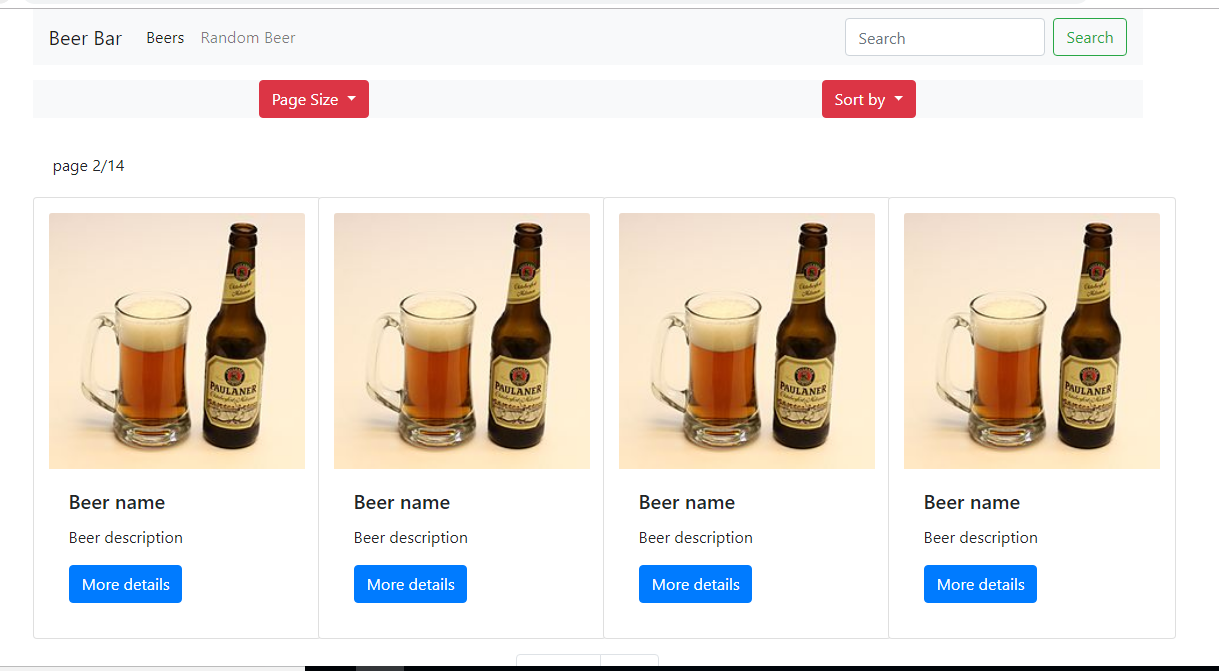 Beer Bar Beers Random Beer Search Search
Page Size Sort by
page 2/14
PAULANER PAULANER PAULANER PAULANER
Beer name Beer name Beer name Beer name
Beer description Beer description Beer description Beer description
More details More details More details More details